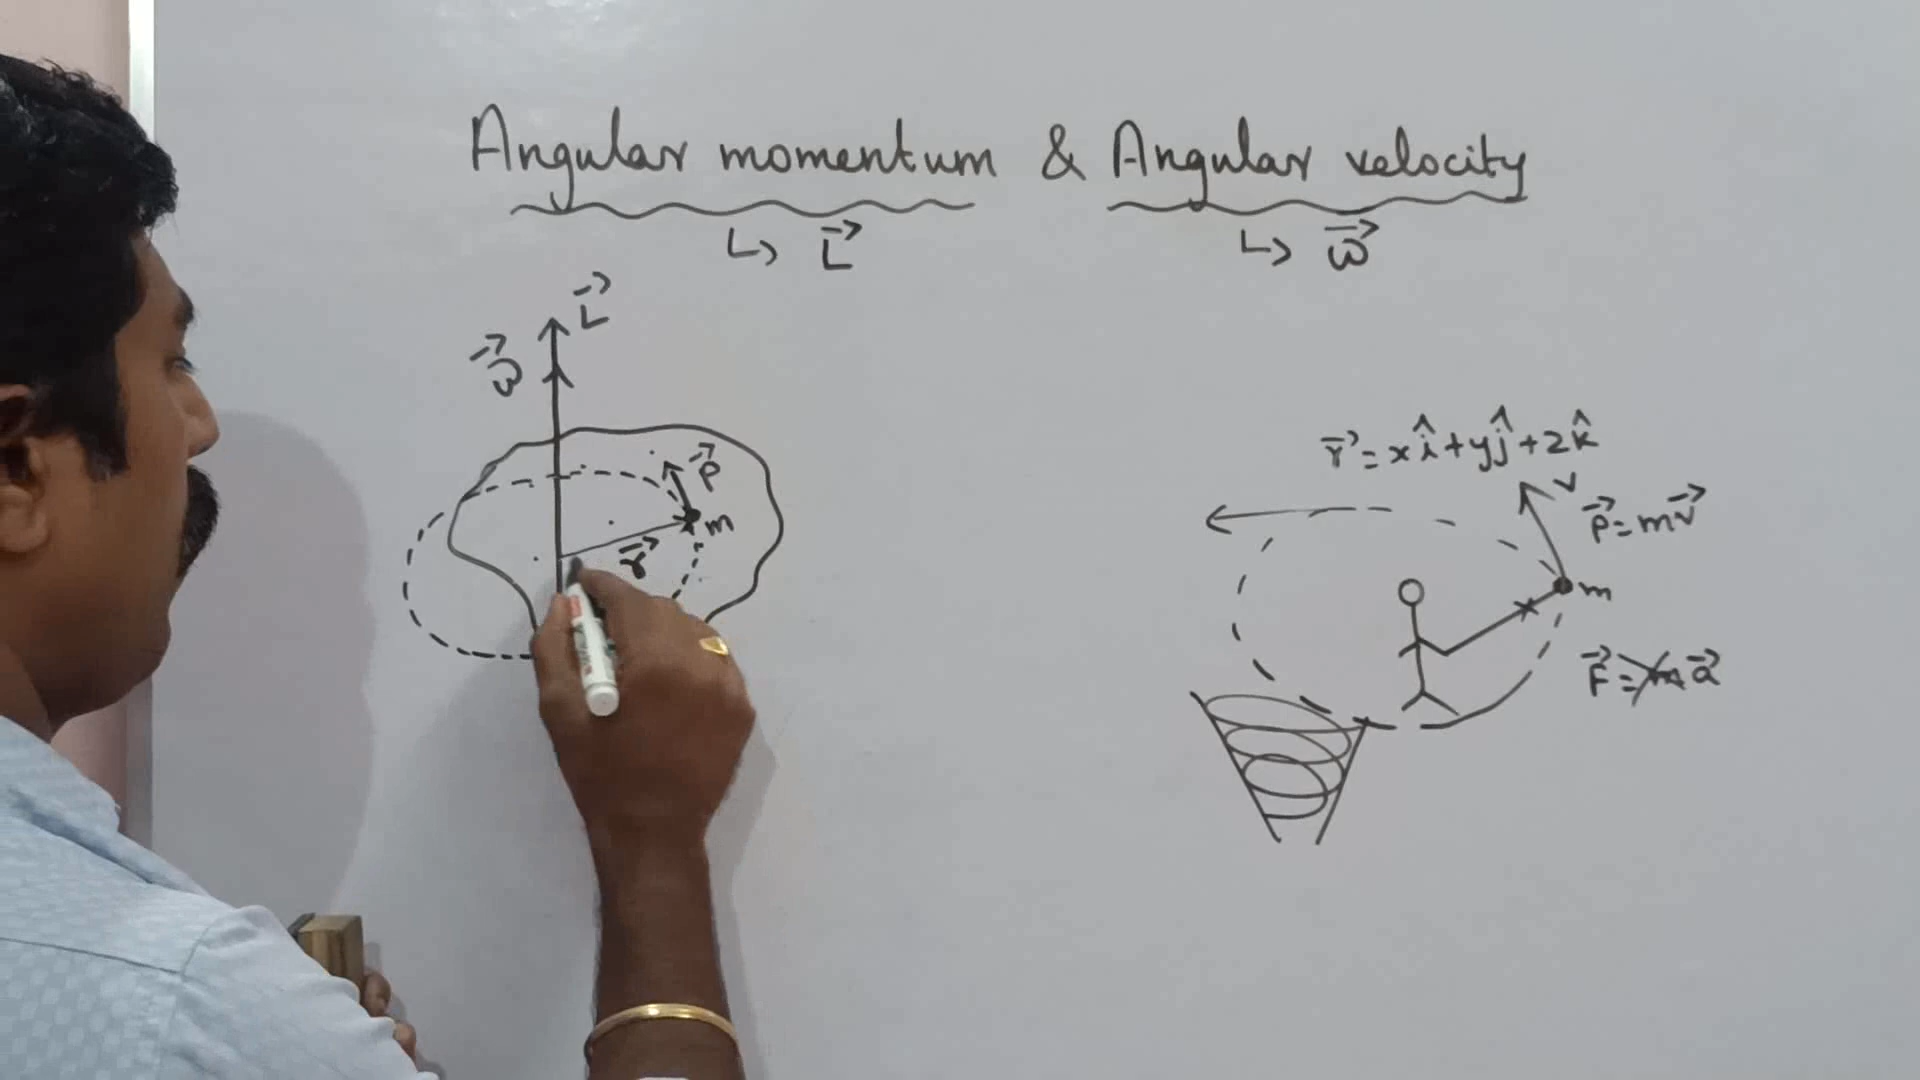 Angular momentum & Angular velocity
↳ L⃗ ↳ ω⃗
L⃗
ω⃗
p⃗
m
r⃗
r⃗ = xî+yĵ+zk̂
v
p⃗ = mv⃗
m
F⃗ = ma⃗